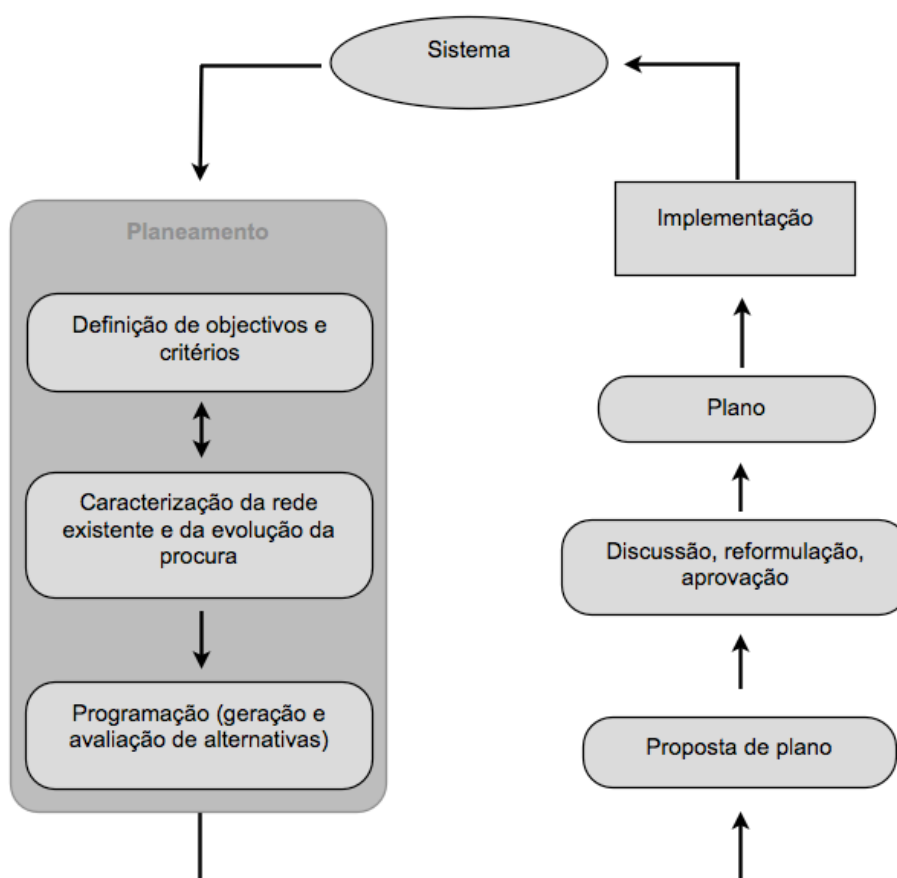 Sistema
Planeamento
Definição de objectivos e
critérios
Caracterização da rede
existente e da evolução da
procura
Programação (geração e
avaliação de alternativas)
Implementação
Plano
Discussão, reformulação,
aprovação
Proposta de plano